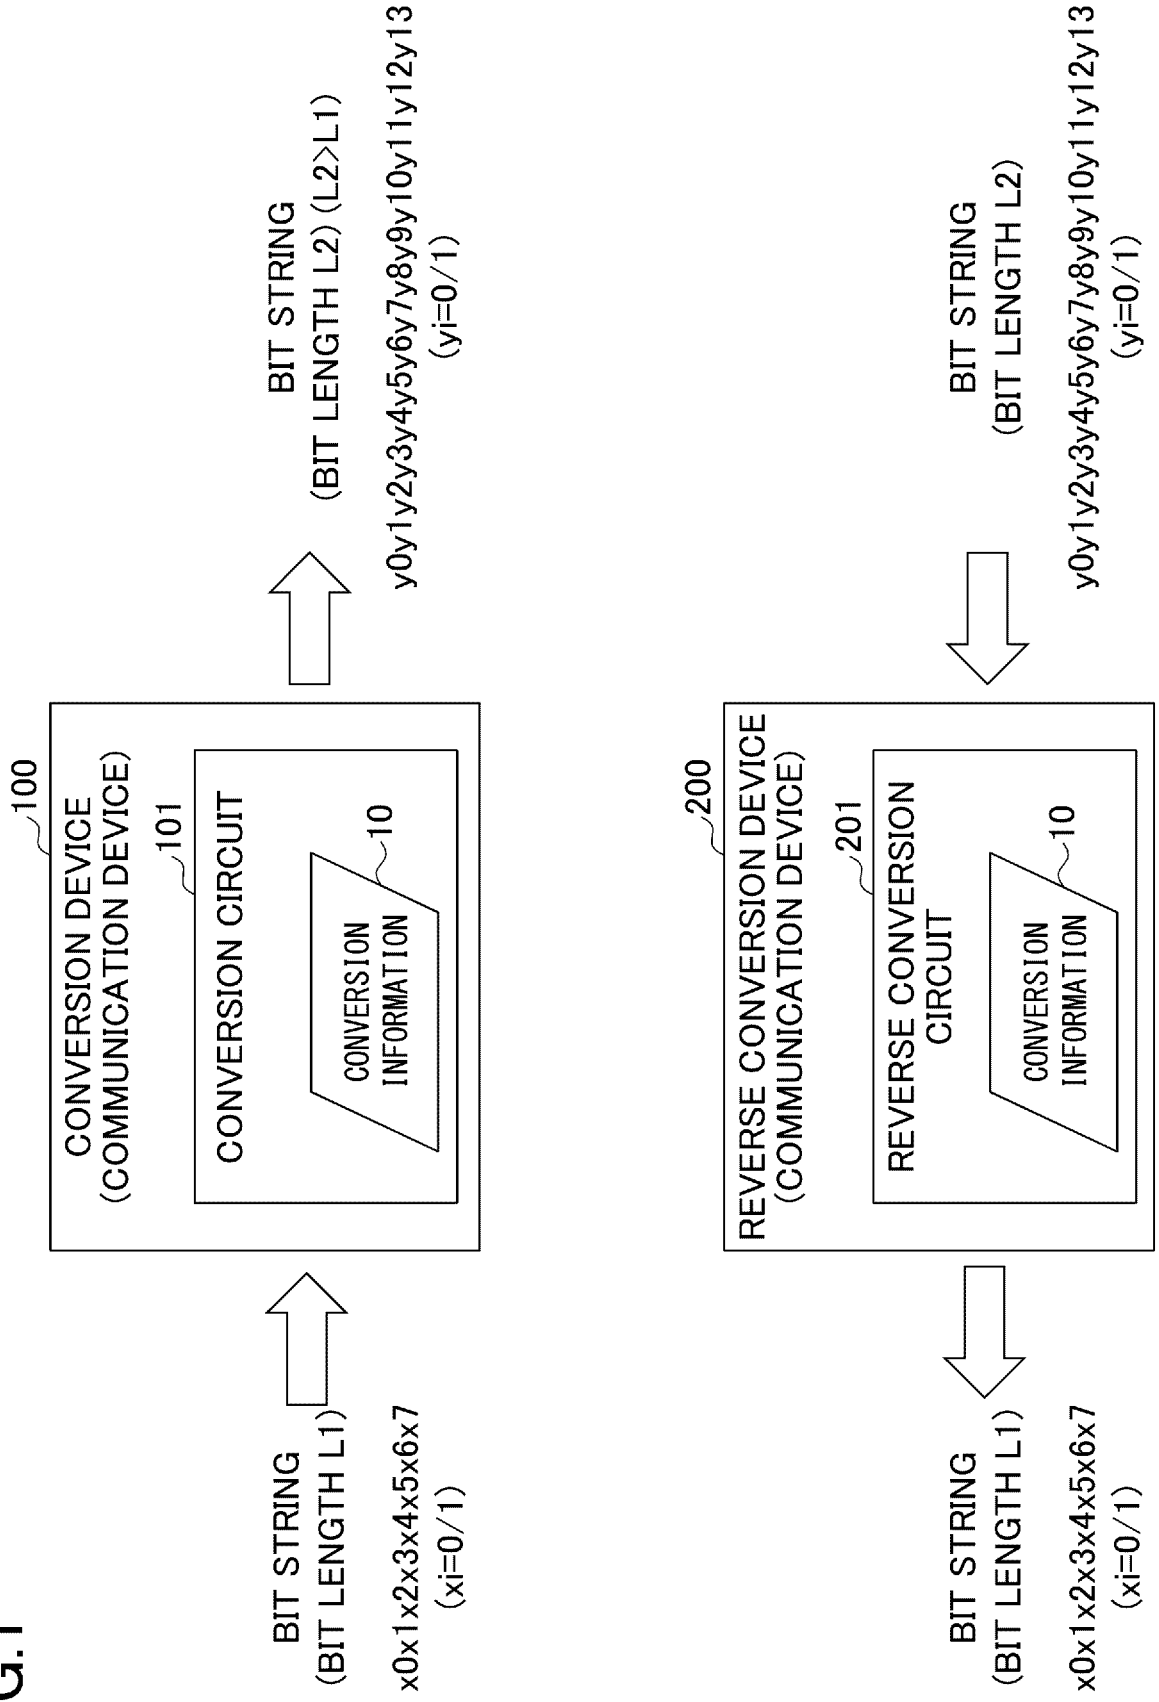 G.1
100
CONVERSION DEVICE
(COMMUNICATION DEVICE)
101
CONVERSION CIRCUIT
10
CONVERSION
INFORMATION
BIT STRING
(BIT LENGTH L1)
x0x1x2x3x4x5x6x7
(xi=0/1)
BIT STRING
(BIT LENGTH L2) (L2>L1)
y0y1y2y3y4y5y6y7y8y9y10y11y12y13
(yi=0/1)
200
REVERSE CONVERSION DEVICE
(COMMUNICATION DEVICE)
201
REVERSE CONVERSION
CIRCUIT
10
CONVERSION
INFORMATION
BIT STRING
(BIT LENGTH L1)
x0x1x2x3x4x5x6x7
(xi=0/1)
BIT STRING
(BIT LENGTH L2)
y0y1y2y3y4y5y6y7y8y9y10y11y12y13
(yi=0/1)